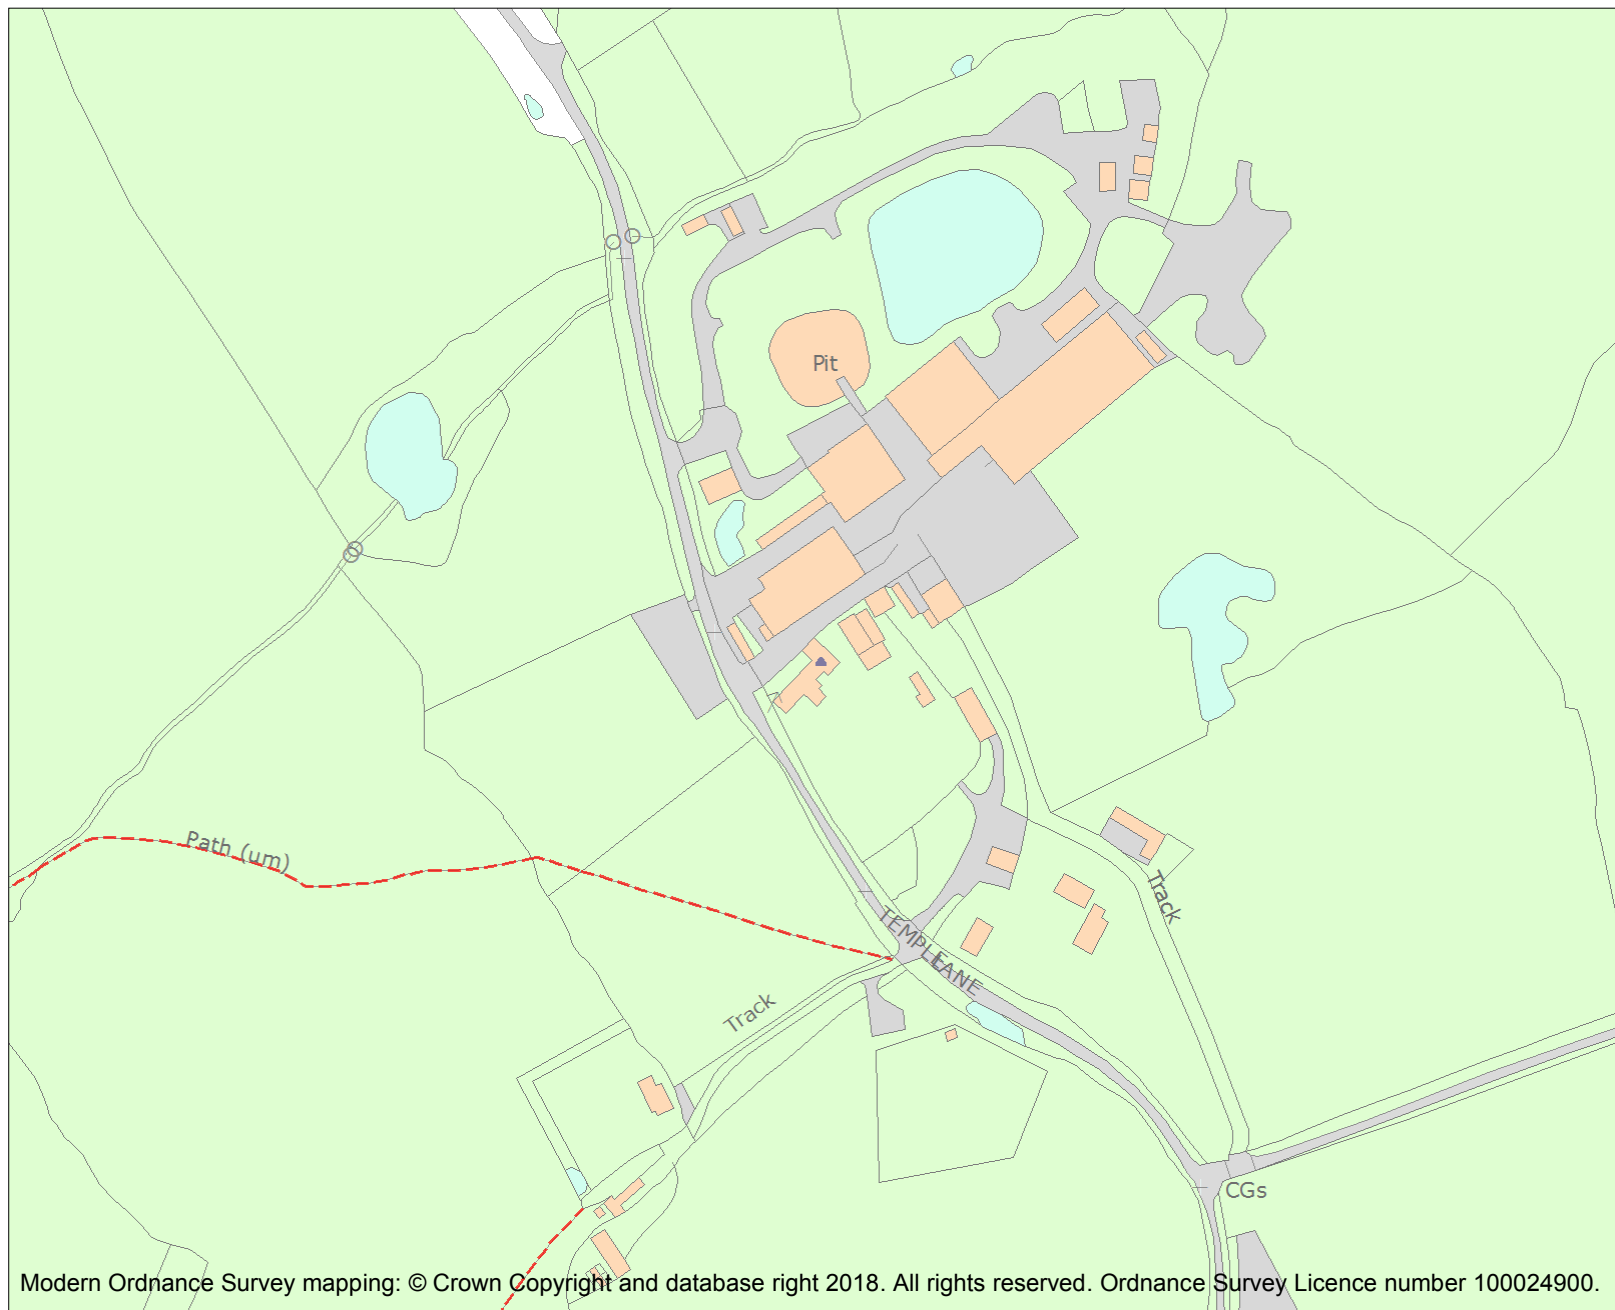 Pit
Path (um)
Track
TEMPLE
LANE
Track
CGs
Modern Ordnance Survey mapping: © Crown Copyright and database right 2018. All rights reserved. Ordnance Survey Licence number 100024900.